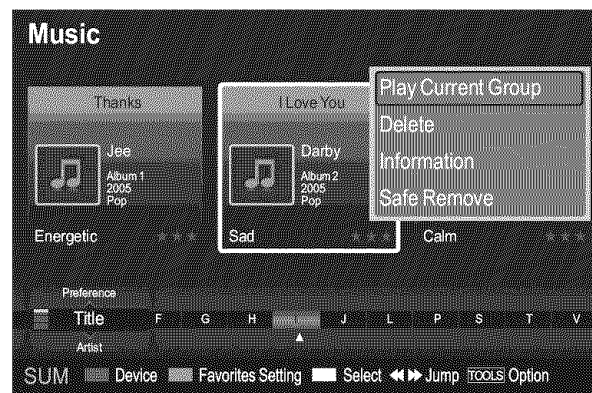 Music
Thanks
Jee
Album 1
2005
Pop
Energetic
I Love You
Darby
Album 2
2005
Pop
Sad
Calm
Play Current Group
Delete
Information
Safe Remove
Preference
Title F G H I J L P S T V
Artist
SUM Device Favorites Setting Select Jump TOOLS Option